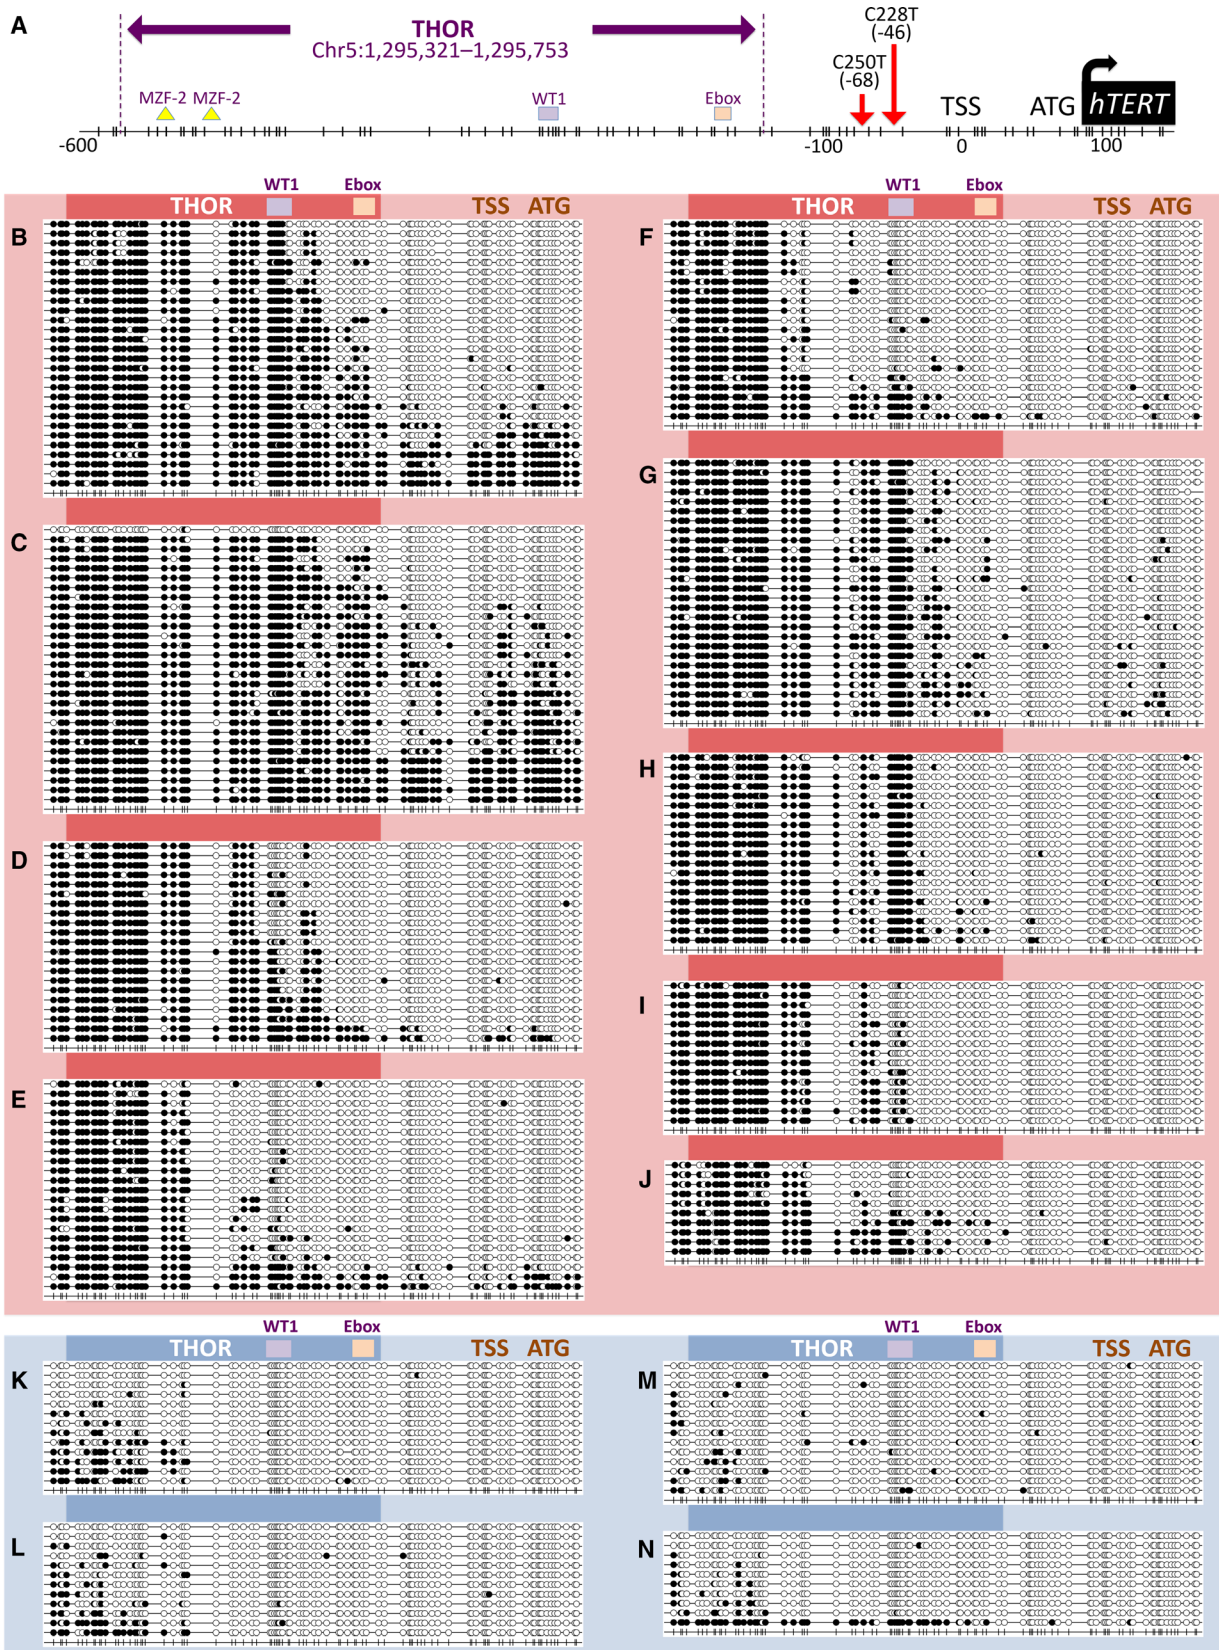 A
THOR
Chr5:1,295,321–1,295,753
C228T
(-46)
C250T
(-68)
MZF-2 MZF-2
WT1
Ebox
TSS
ATG
hTERT
-600
-100
0
100
WT1 Ebox
THOR
TSS ATG
WT1 Ebox
THOR
TSS ATG
B
F
G
C
H
D
I
E
J
WT1 Ebox
THOR
TSS ATG
WT1 Ebox
THOR
TSS ATG
K
M
L
N